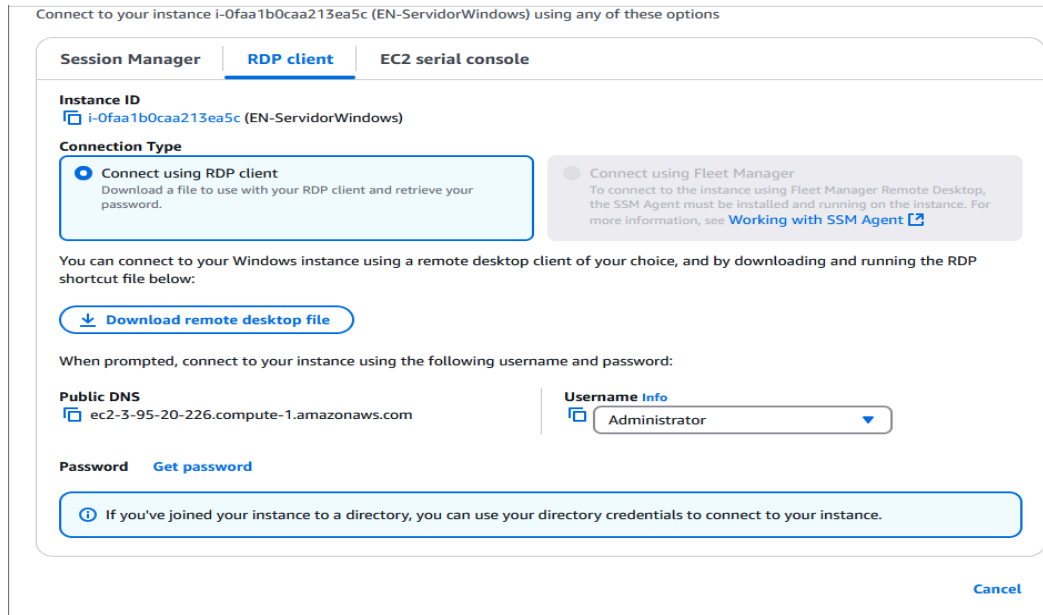 Connect to your instance i-0faa1b0caa213ea5c (EN-ServidorWindows) using any of these options
Session Manager
RDP client
EC2 serial console
Instance ID
i-0faa1b0caa213ea5c (EN-ServidorWindows)
Connection Type
Connect using RDP client
Download a file to use with your RDP client and retrieve your
password.
Connect using Fleet Manager
To connect to the instance using Fleet Manager Remote Desktop,
the SSM Agent must be installed and running on the instance. For
more information, see Working with SSM Agent
You can connect to your Windows instance using a remote desktop client of your choice, and by downloading and running the RDP
shortcut file below:
Download remote desktop file
When prompted, connect to your instance using the following username and password:
Public DNS
ec2-3-95-20-226.compute-1.amazonaws.com
Username Info
Administrator
Password Get password
If you've joined your instance to a directory, you can use your directory credentials to connect to your instance.
Cancel